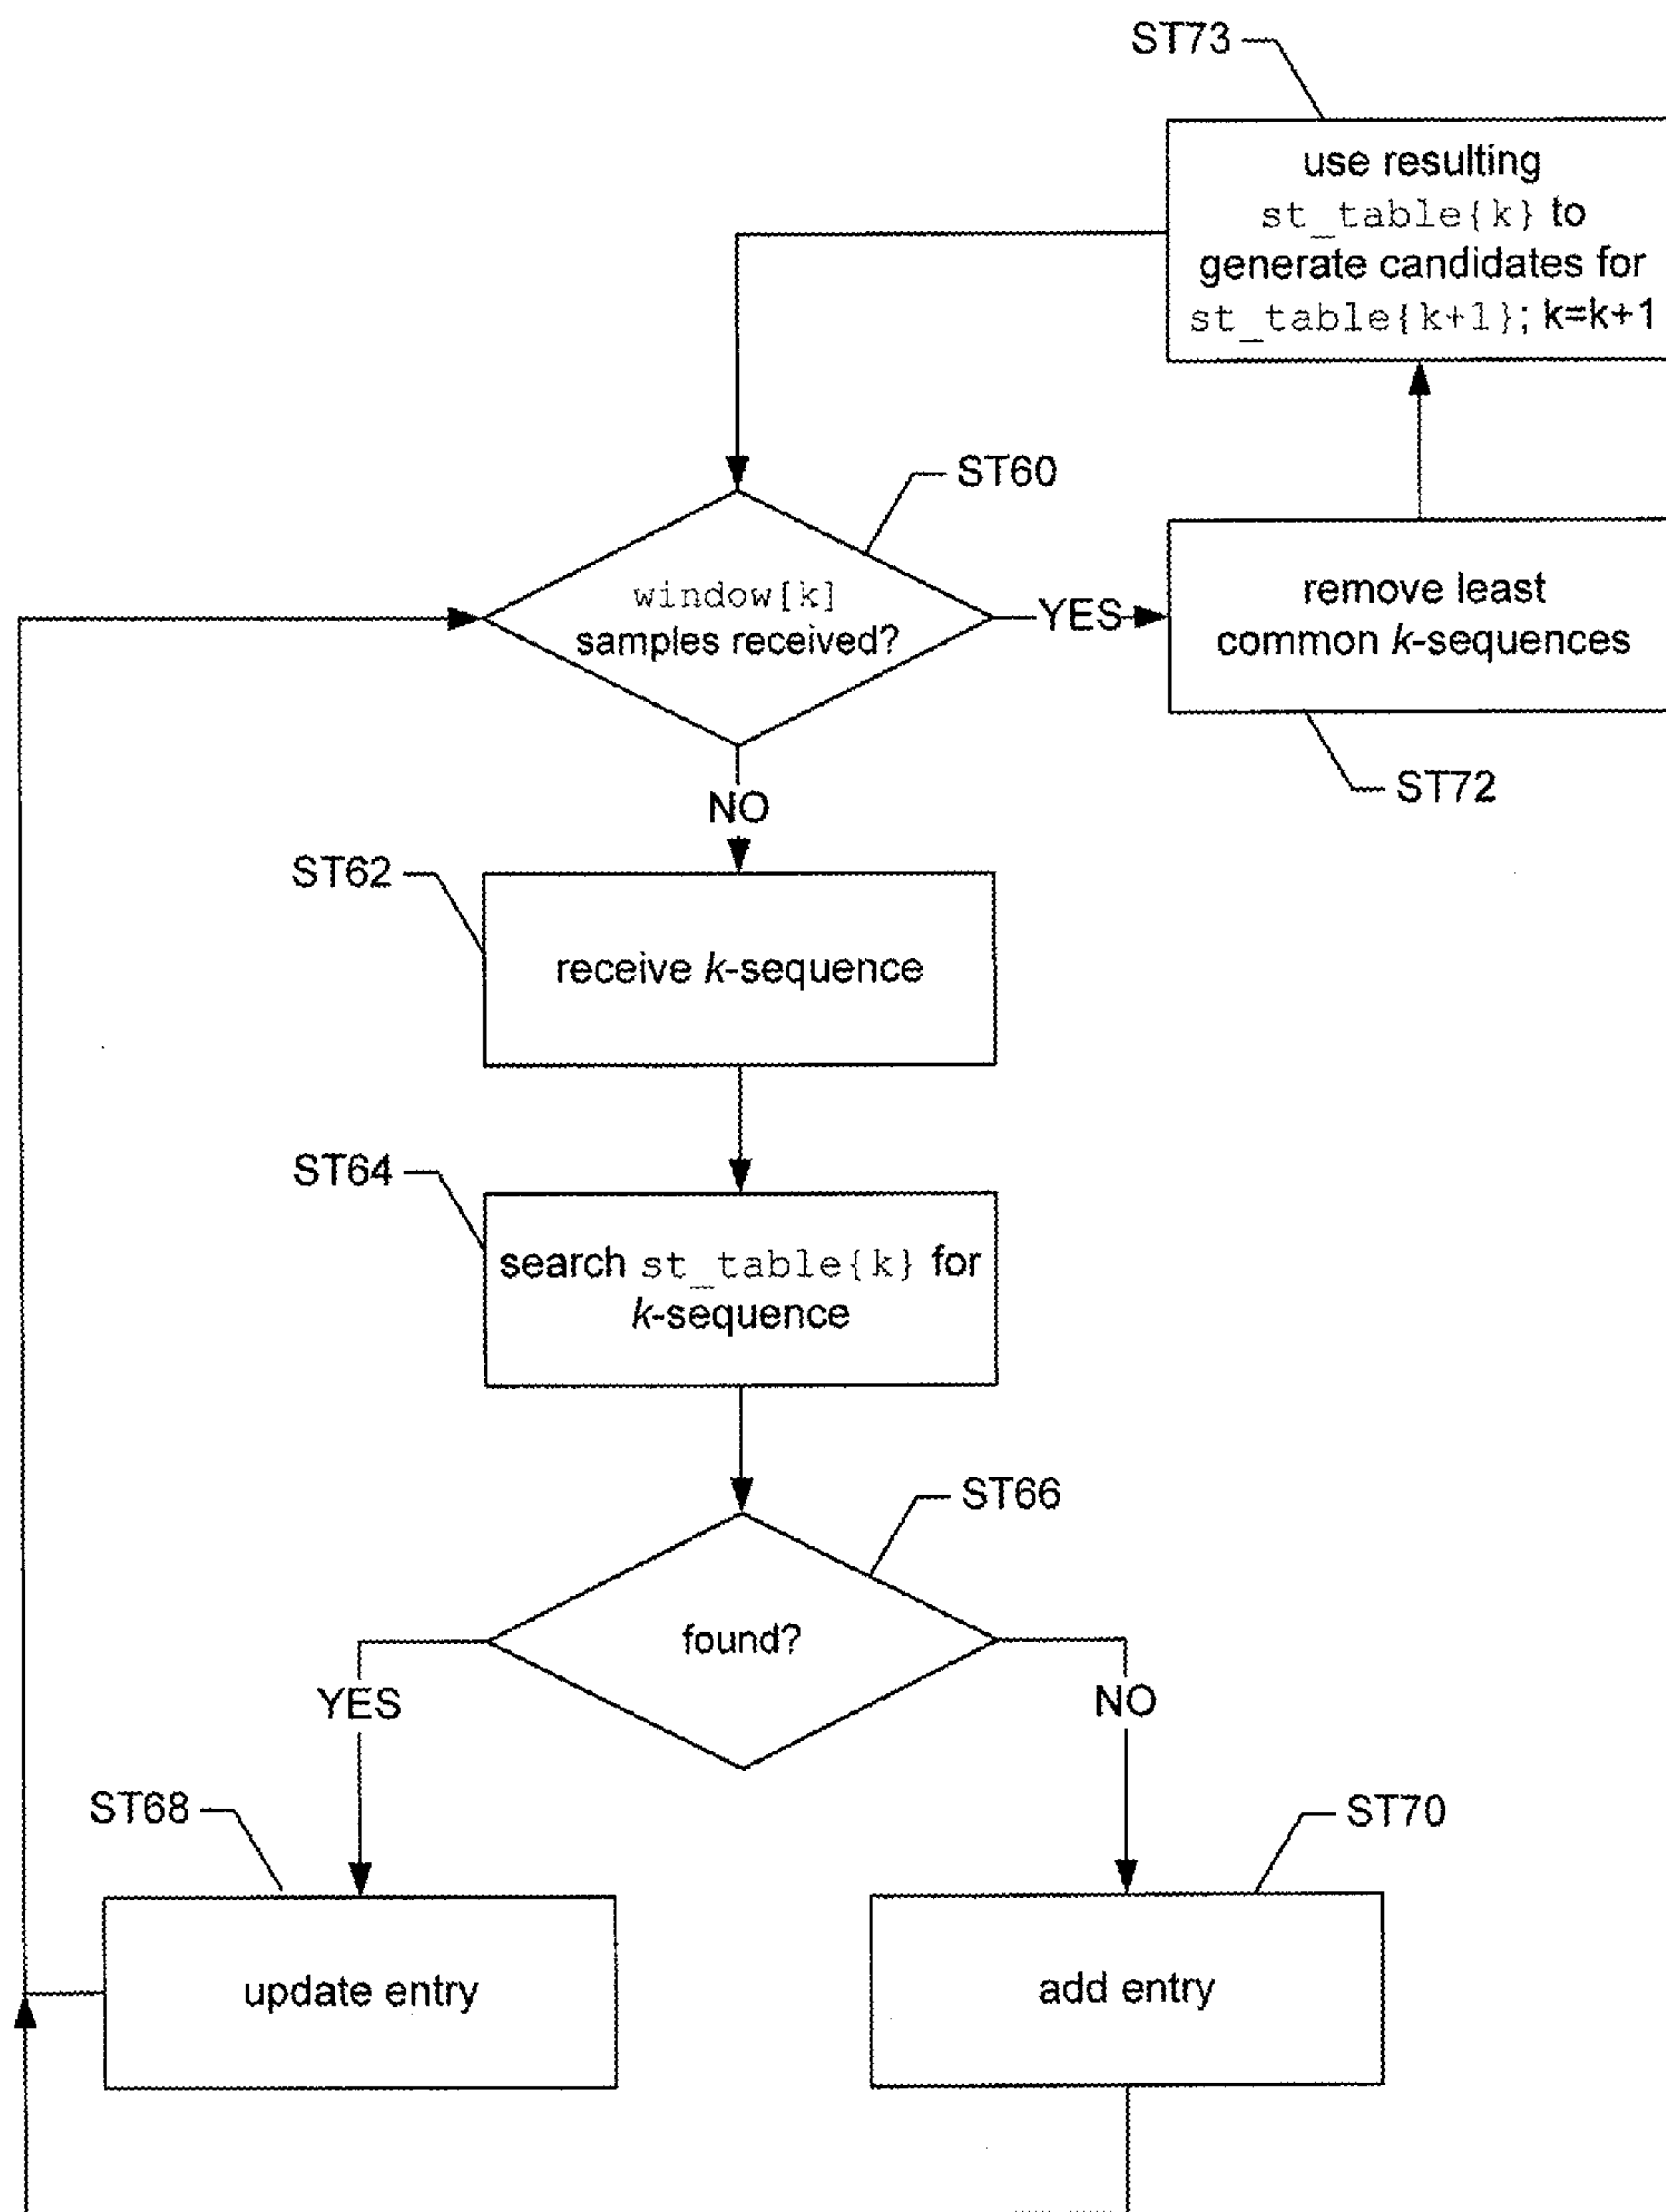 ST73
use resulting
st_table{k} to
generate candidates for
st_table{k+1}; k=k+1
ST60
window[k]
samples received?
YES
remove least
common k-sequences
ST72
NO
ST62
receive k-sequence
ST64
search st_table{k} for
k-sequence
ST66
found?
YES
NO
ST68
ST70
update entry
add entry